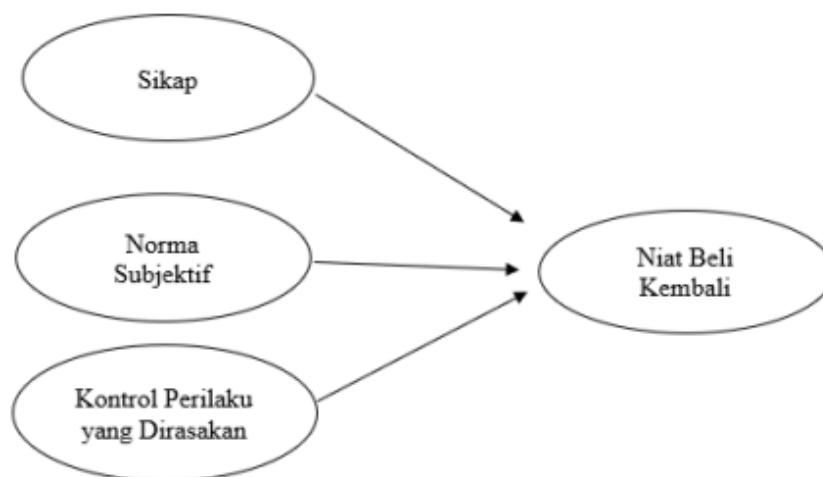 Sikap
Norma
Subjektif
Kontrol Perilaku
yang Dirasakan
Niat Beli
Kembali